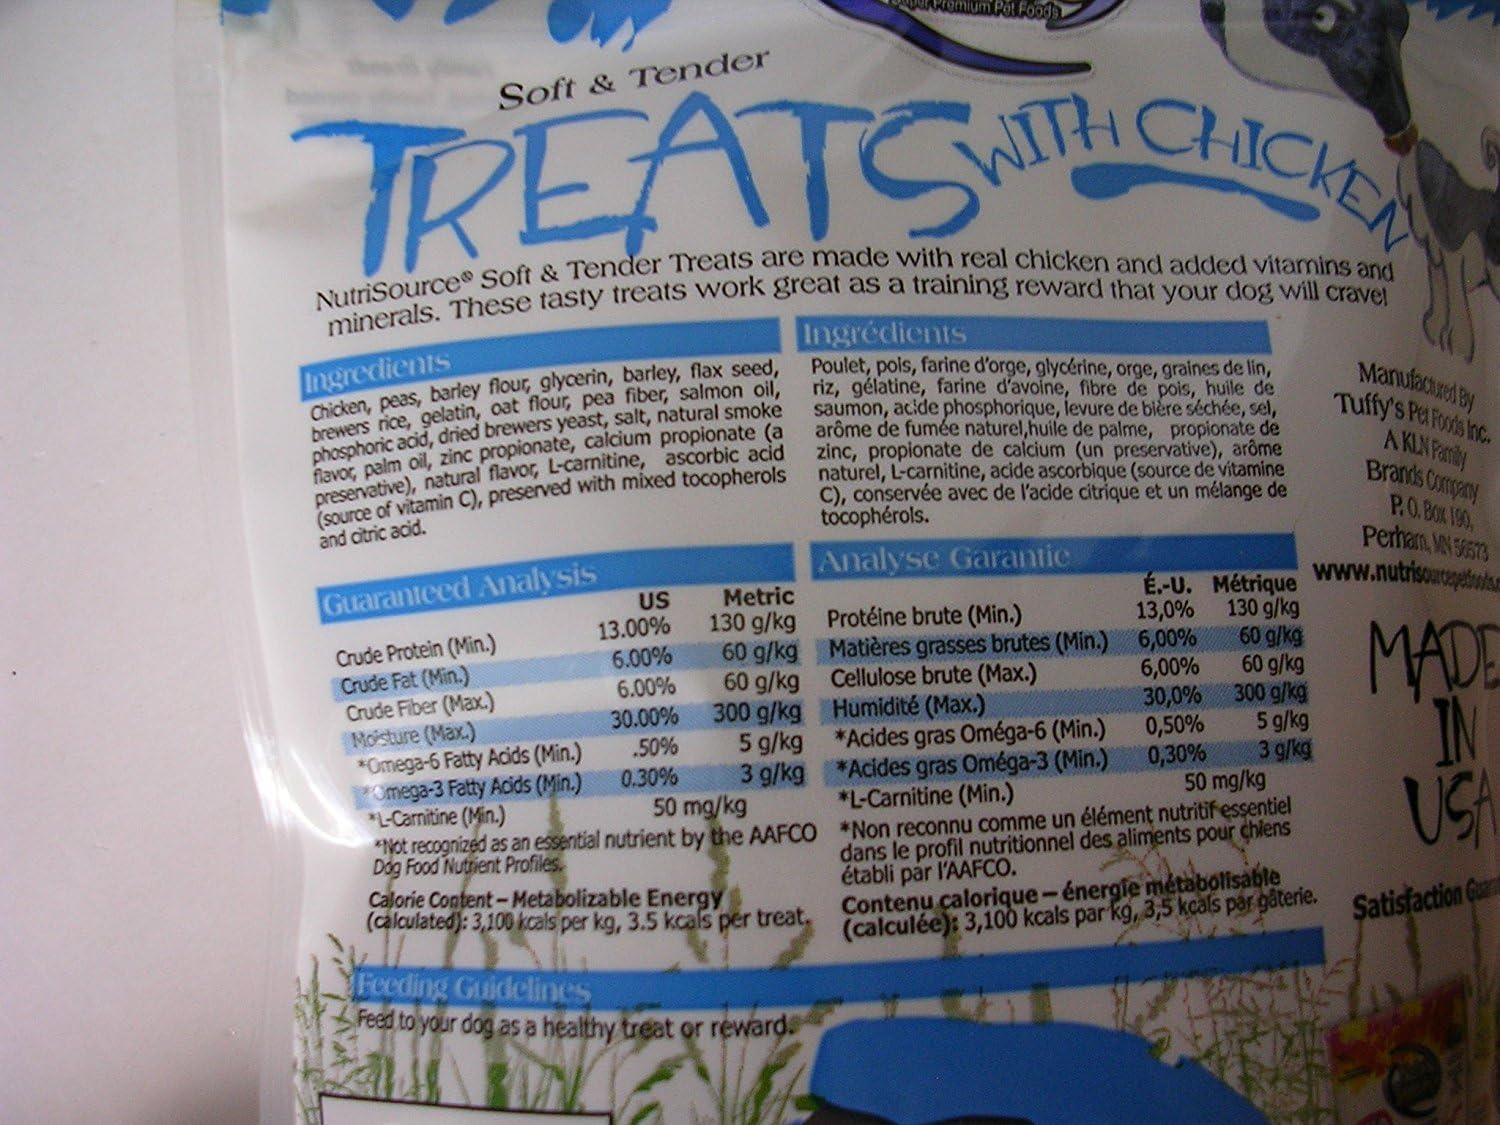 Super Premium Pet Foods
Soft & Tender
TREATS WITH CHICKEN
NutriSource® Soft & Tender Treats are made with real chicken and added vitamins and
minerals. These tasty treats work great as a training reward that your dog will crave!
Ingredients
Chicken, peas, barley flour, glycerin, barley, flax seed,
brewers rice, gelatin, oat flour, pea fiber, salmon oil,
phosphoric acid, dried brewers yeast, salt, natural smoke
flavor, palm oil, zinc propionate, calcium propionate (a
preservative), natural flavor, L-carnitine, ascorbic acid
(source of vitamin C), preserved with mixed tocopherols
and citric acid.
Ingrédients
Poulet, pois, farine d'orge, glycérine, orge, graines de lin,
riz, gélatine, farine d'avoine, fibre de pois, huile de
saumon, acide phosphorique, levure de bière séchée, sel,
arôme de fumée naturel,huile de palme, propionate de
zinc, propionate de calcium (un preservative), arôme
naturel, L-carnitine, acide ascorbique (source de vitamine
C), conservée avec de l'acide citrique et un mélange de
tocophérols.
Guaranteed Analysis
US Metric
Crude Protein (Min.) 13.00% 130 g/kg
Crude Fat (Min.) 6.00% 60 g/kg
Crude Fiber (Max.) 6.00% 60 g/kg
Moisture (Max.) 30.00% 300 g/kg
*Omega-6 Fatty Acids (Min.) .50% 5 g/kg
*Omega-3 Fatty Acids (Min.) 0.30% 3 g/kg
*L-Carnitine (Min.) 50 mg/kg
*Not recognized as an essential nutrient by the AAFCO
Dog Food Nutrient Profiles.
Calorie Content – Metabolizable Energy
(calculated): 3,100 kcals per kg, 3.5 kcals per treat.
Analyse Garantie
É.-U. Métrique
Protéine brute (Min.) 13,0% 130 g/kg
Matières grasses brutes (Min.) 6,00% 60 g/kg
Cellulose brute (Max.) 6,00% 60 g/kg
Humidité (Max.) 30,0% 300 g/kg
*Acides gras Oméga-6 (Min.) 0,50% 5 g/kg
*Acides gras Oméga-3 (Min.) 0,30% 3 g/kg
*L-Carnitine (Min.) 50 mg/kg
*Non reconnu comme un élément nutritif essentiel
dans le profil nutritionnel des aliments pour chiens
établi par l'AAFCO.
Contenu calorique – énergie métabolisable
(calculée): 3,100 kcals par kg, 3,5 kcals par gâterie.
Feeding Guidelines
Feed to your dog as a healthy treat or reward.
Manufactured By
Tuffy's Pet Foods Inc.
A KLN Family
Brands Company
P.O. Box 190,
Perham, MN 56573
www.nutrisourcepetfoods
MADE
IN
USA
Satisfaction